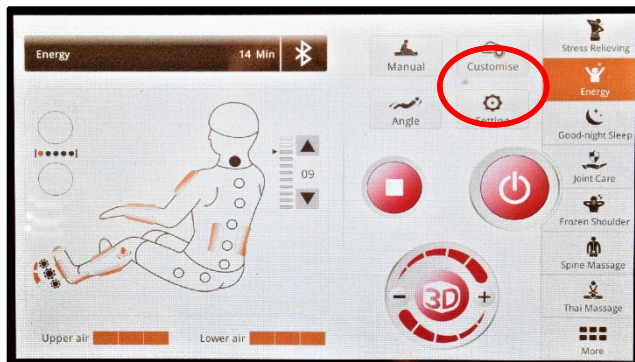 Energy 14 Min
Manual
Customise
Angle
Setting
09
3D
Upper air
Lower air
Stress Relieving
Energy
Good-night Sleep
Joint Care
Frozen Shoulder
Spine Massage
Thai Massage
More